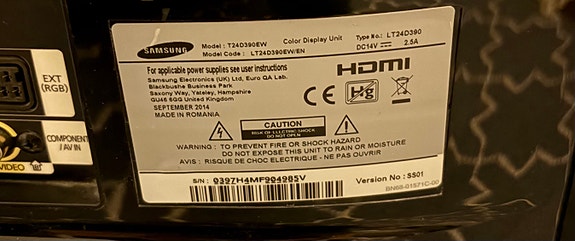 SAMSUNG
Model : T24D390EW Color Display Unit Type No.: LT24D390
Model Code : LT24D390EW/EN DC14V ⎓ 2.5A
For applicable power supplies see user instructions
Samsung Electronics (UK) Ltd, Euro QA Lab.
Blackbushe Business Park
Saxony Way, Yateley, Hampshire
GU46 6GG United Kingdom
SEPTEMBER 2014
MADE IN ROMANIA
HDMI
CE
Hg
EXT
(RGB)
COMPONENT
/ AV IN
VIDEO
CAUTION
RISK OF ELECTRIC SHOCK
DO NOT OPEN
WARNING : TO PREVENT FIRE OR SHOCK HAZARD
DO NOT EXPOSE THIS UNIT TO RAIN OR MOISTURE
AVIS : RISQUE DE CHOC ELECTRIQUE - NE PAS OUVRIR
S/N : 0397H4MF904985V Version No : SS01
BN68-01571C-00